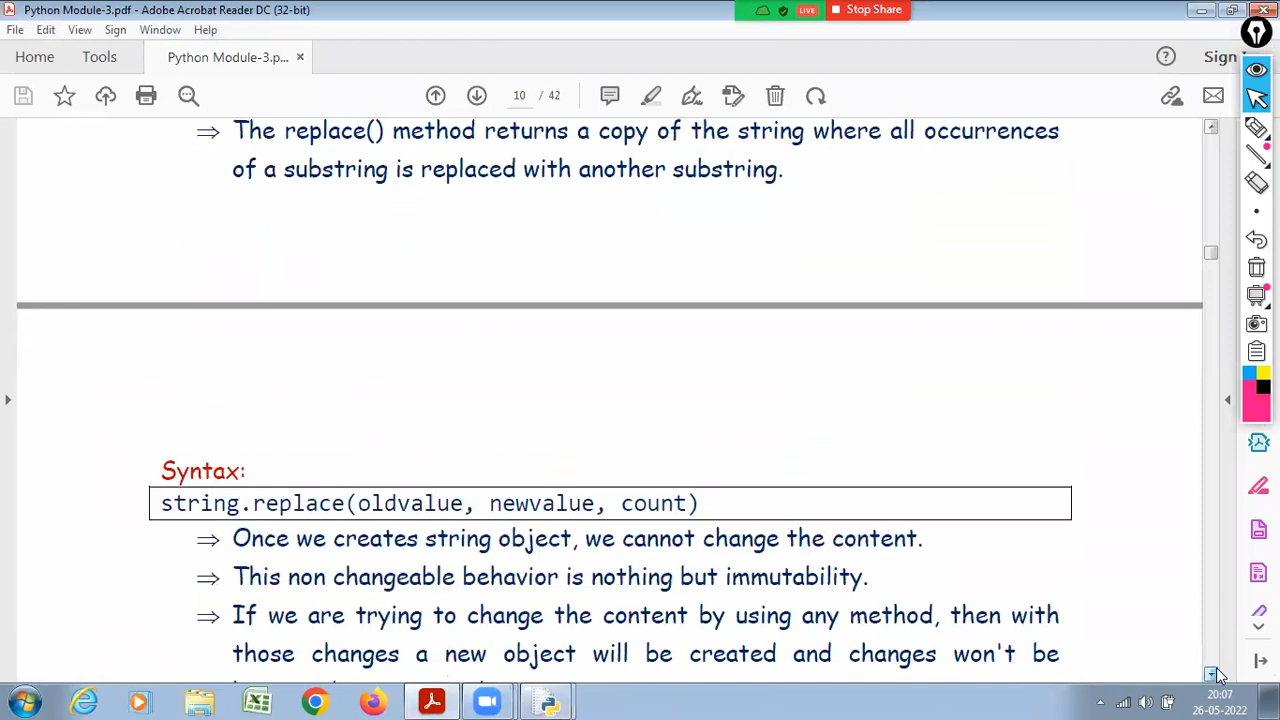 Python Module-3.pdf - Adobe Acrobat Reader DC (32-bit)
LIVE
Stop Share
File Edit View Sign Window Help
Home Tools Python Module-3.p... × Sign
10 / 42
⇒ The replace() method returns a copy of the string where all occurrences
of a substring is replaced with another substring.
Syntax:
string.replace(oldvalue, newvalue, count)
⇒ Once we creates string object, we cannot change the content.
⇒ This non changeable behavior is nothing but immutability.
⇒ If we are trying to change the content by using any method, then with
those changes a new object will be created and changes won't be
20:07
26-05-2022